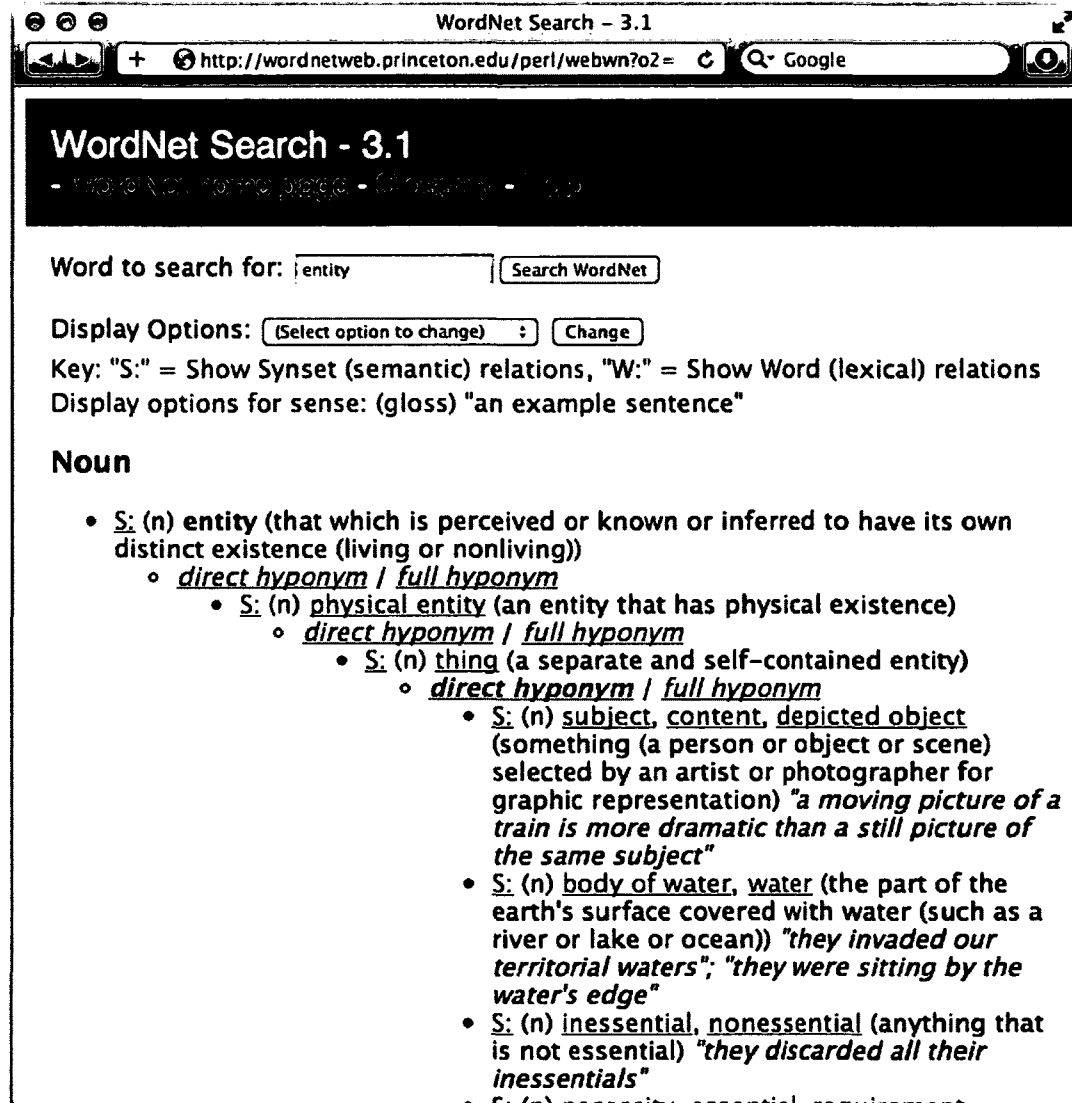 WordNet Search – 3.1
+ http://wordnetweb.princeton.edu/perl/webwn?o2= Google
WordNet Search - 3.1
Word to search for: entity Search WordNet
Display Options: (Select option to change) Change
Key: "S:" = Show Synset (semantic) relations, "W:" = Show Word (lexical) relations
Display options for sense: (gloss) "an example sentence"
Noun
• S: (n) entity (that which is perceived or known or inferred to have its own
distinct existence (living or nonliving))
◦ direct hyponym / full hyponym
• S: (n) physical entity (an entity that has physical existence)
◦ direct hyponym / full hyponym
• S: (n) thing (a separate and self-contained entity)
◦ direct hyponym / full hyponym
• S: (n) subject, content, depicted object
(something (a person or object or scene)
selected by an artist or photographer for
graphic representation) "a moving picture of a
train is more dramatic than a still picture of
the same subject"
• S: (n) body of water, water (the part of the
earth's surface covered with water (such as a
river or lake or ocean)) "they invaded our
territorial waters"; "they were sitting by the
water's edge"
• S: (n) inessential, nonessential (anything that
is not essential) "they discarded all their
inessentials"
• S: (n) necessity, essential, requirement